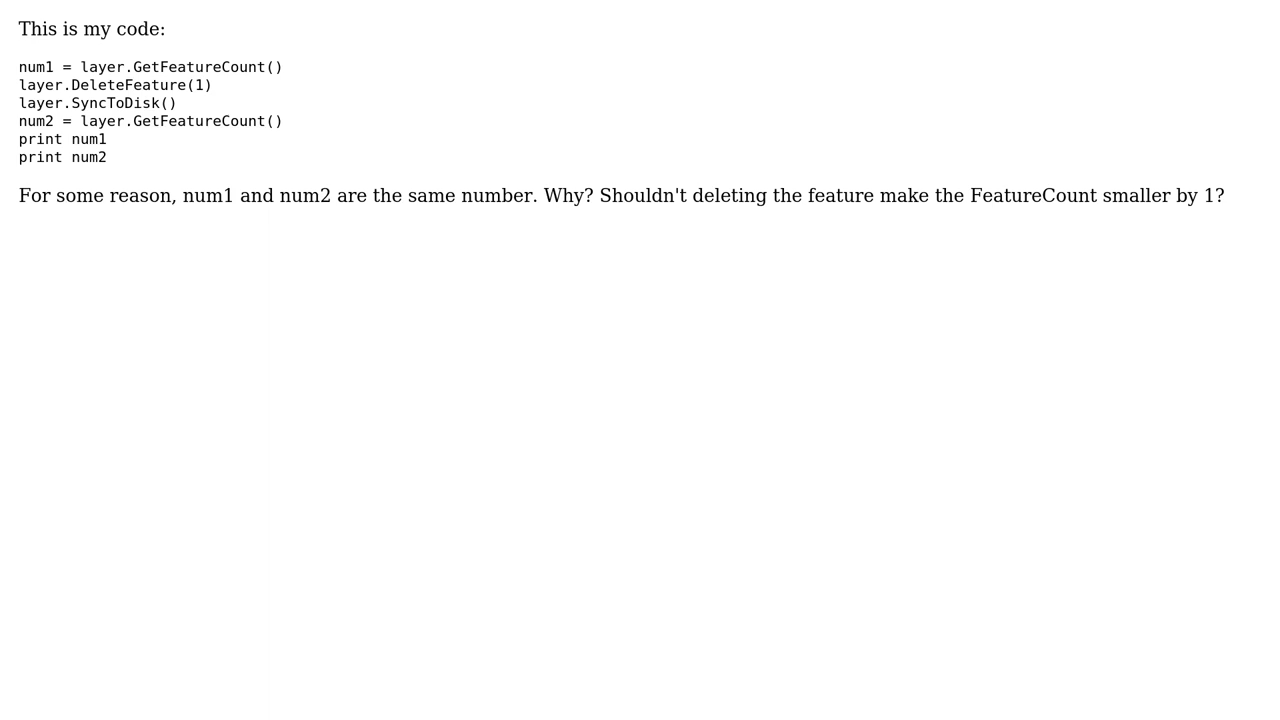 This is my code:
num1 = layer.GetFeatureCount()
layer.DeleteFeature(1)
layer.SyncToDisk()
num2 = layer.GetFeatureCount()
print num1
print num2
For some reason, num1 and num2 are the same number. Why? Shouldn't deleting the feature make the FeatureCount smaller by 1?